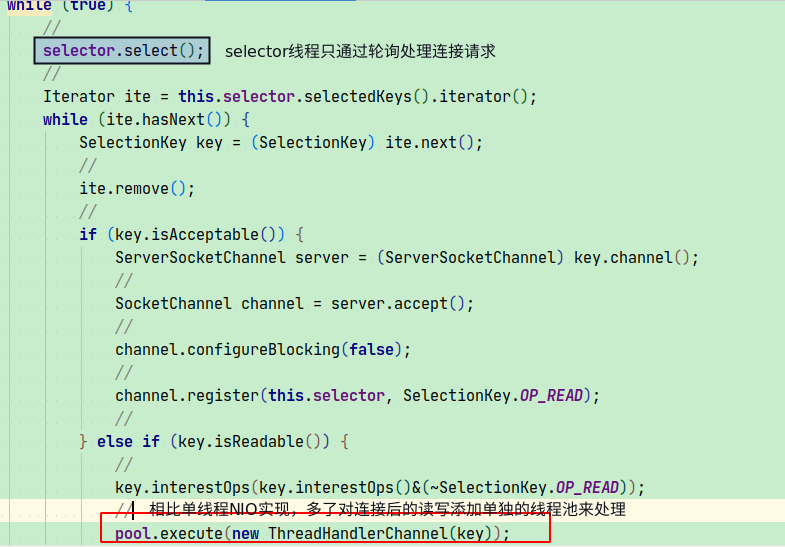 while (true) {
//
selector.select(); selector线程只通过轮询处理连接请求
//
Iterator ite = this.selector.selectedKeys().iterator();
while (ite.hasNext()) {
SelectionKey key = (SelectionKey) ite.next();
//
ite.remove();
//
if (key.isAcceptable()) {
ServerSocketChannel server = (ServerSocketChannel) key.channel();
//
SocketChannel channel = server.accept();
//
channel.configureBlocking(false);
//
channel.register(this.selector, SelectionKey.OP_READ);
//
} else if (key.isReadable()) {
//
key.interestOps(key.interestOps()&(~SelectionKey.OP_READ));
// 相比单线程NIO实现，多了对连接后的读写添加单独的线程池来处理
pool.execute(new ThreadHandlerChannel(key));